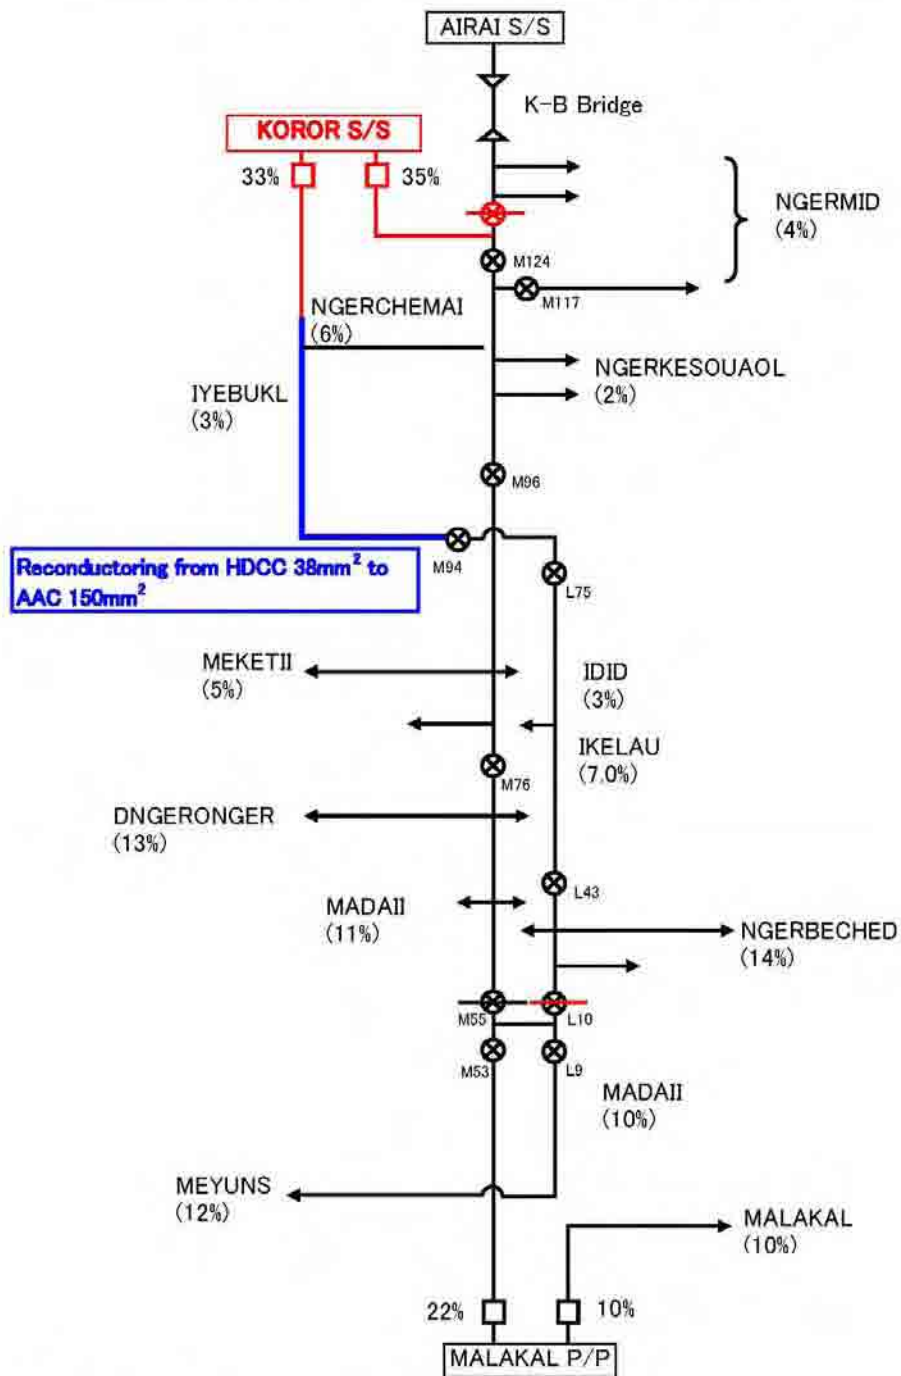 AIRAI S/S
K-B Bridge
KOROR S/S
33%
35%
NGERMID
(4%)
M124
M117
NGERCHEMAI
(6%)
NGERKESOUAOL
(2%)
IYEBUKL
(3%)
M96
M94
Reconductoring from HDCC 38mm² to
AAC 150mm²
L75
MEKETII
(5%)
IDID
(3%)
IKELAU
(7.0%)
M76
DNGERONGER
(13%)
L43
MADAII
(11%)
NGERBECHED
(14%)
M55
L10
M53
L9
MADAII
(10%)
MEYUNS
(12%)
MALAKAL
(10%)
22%
10%
MALAKAL P/P